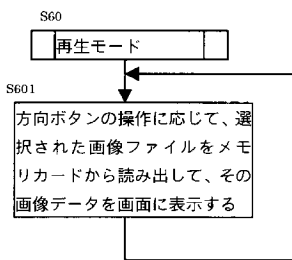 S60
再生モード
S601
方向ボタンの操作に応じて、選
択された画像ファイルをメモ
リカードから読み出して、その
画像データを画面に表示する